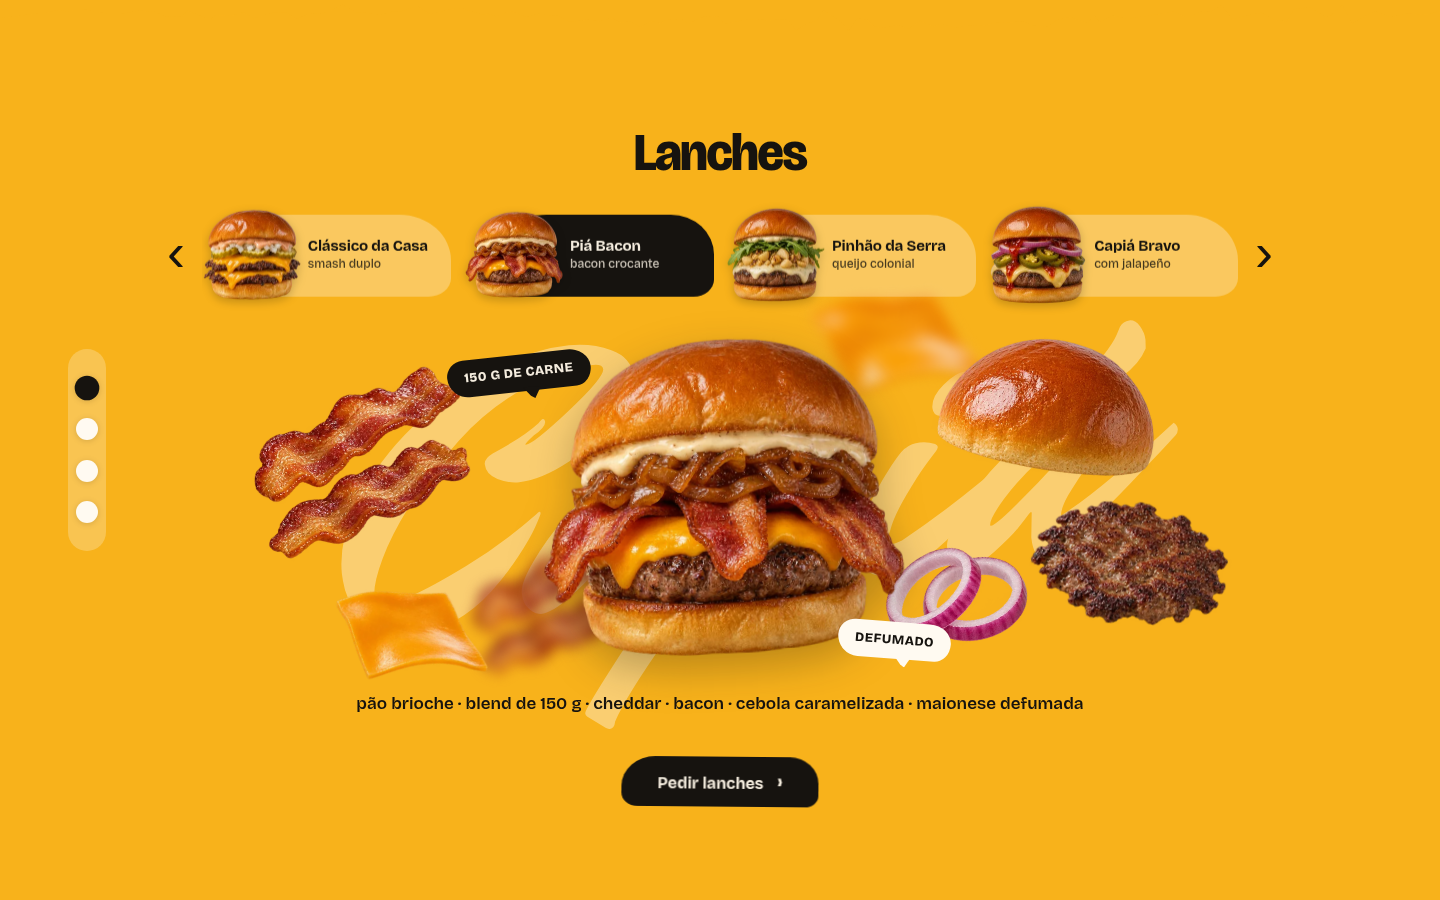 Lanches
Clássico da Casa
smash duplo
Piá Bacon
bacon crocante
Pinhão da Serra
queijo colonial
Capiá Bravo
com jalapeño
150 G DE CARNE
DEFUMADO
pão brioche · blend de 150 g · cheddar · bacon · cebola caramelizada · maionese defumada
Pedir lanches